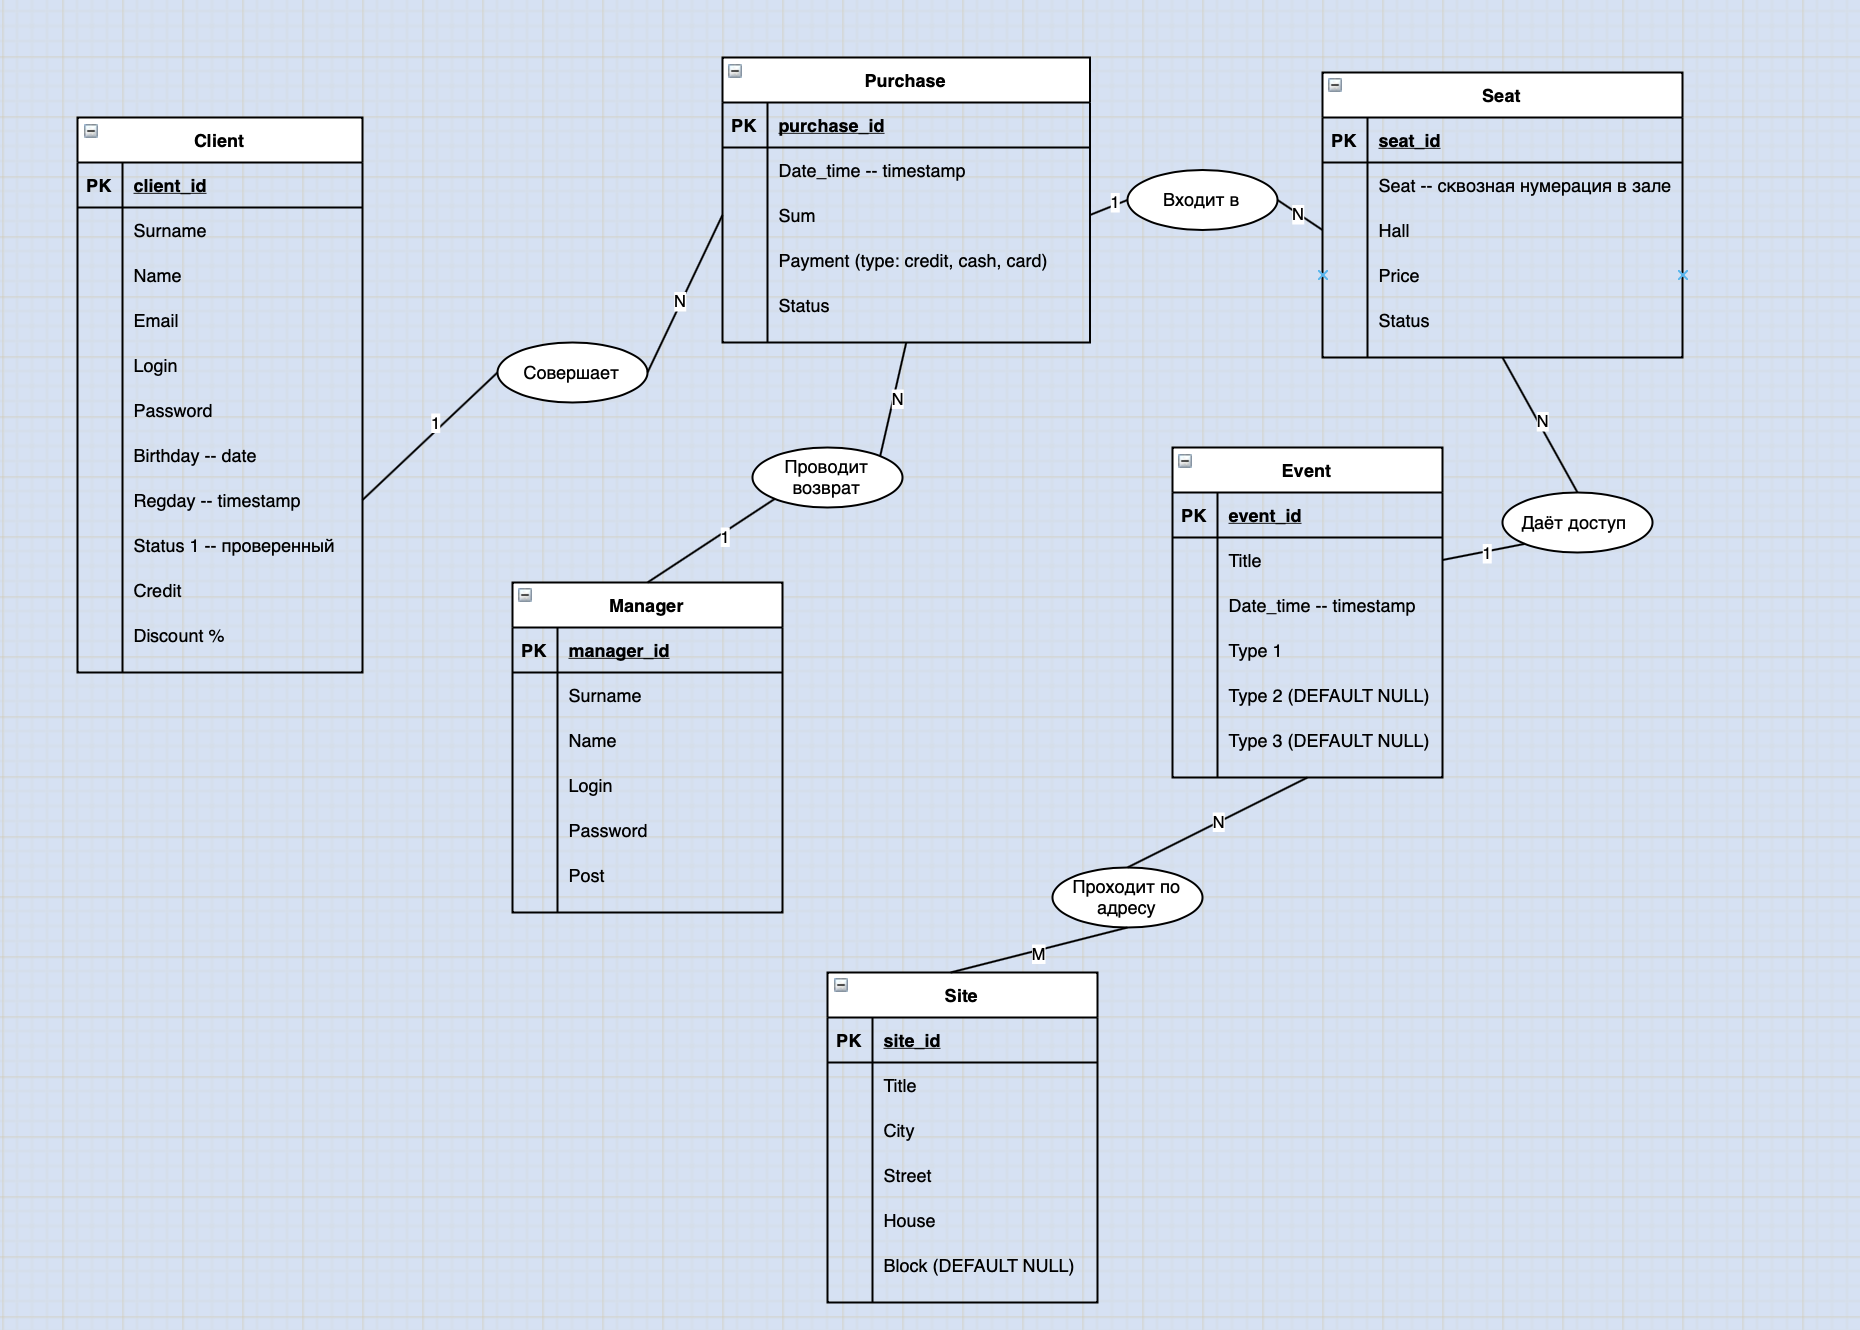 Client
PK client_id
Surname
Name
Email
Login
Password
Birthday -- date
Regday -- timestamp
Status 1 -- проверенный
Credit
Discount %
1
Совершает
N
Purchase
PK purchase_id
Date_time -- timestamp
Sum
Payment (type: credit, cash, card)
Status
1
Входит в
N
Seat
PK seat_id
Seat -- сквозная нумерация в зале
Hall
Price
Status
N
Проводит
возврат
1
Manager
PK manager_id
Surname
Name
Login
Password
Post
N
Даёт доступ
1
Event
PK event_id
Title
Date_time -- timestamp
Type 1
Type 2 (DEFAULT NULL)
Type 3 (DEFAULT NULL)
N
Проходит по
адресу
M
Site
PK site_id
Title
City
Street
House
Block (DEFAULT NULL)